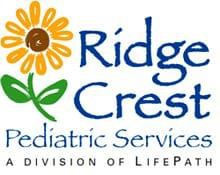 Ridge
Crest
Pediatric Services
A DIVISION OF LIFEPATH